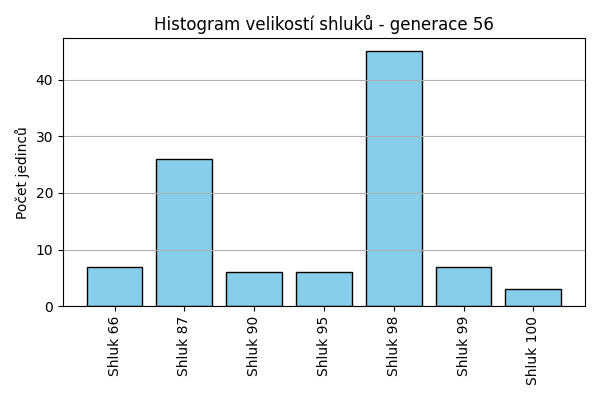 Histogram velikostí shluků - generace 56
Počet jedinců
40
30
20
10
0
Shluk 66
Shluk 87
Shluk 90
Shluk 95
Shluk 98
Shluk 99
Shluk 100